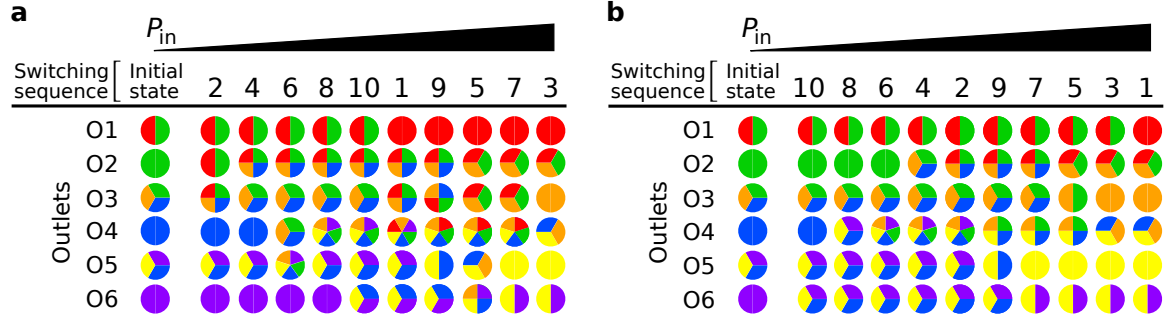 a
b
P_in
P_in
Switching sequence [ Initial state 2 4 6 8 10 1 9 5 7 3
Switching sequence [ Initial state 10 8 6 4 2 9 7 5 3 1
Outlets
O1
O2
O3
O4
O5
O6
Outlets
O1
O2
O3
O4
O5
O6